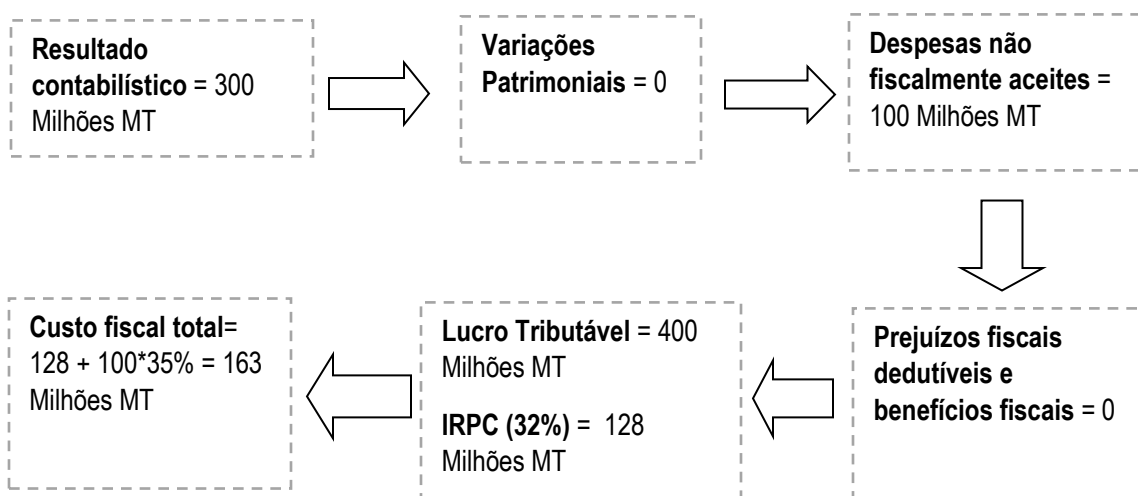 Resultado
contabilístico = 300
Milhões MT
Variações
Patrimoniais = 0
Despesas não
fiscalmente aceites =
100 Milhões MT
Prejuízos fiscais
dedutíveis e
benefícios fiscais = 0
Lucro Tributável = 400
Milhões MT
IRPC (32%) = 128
Milhões MT
Custo fiscal total=
128 + 100*35% = 163
Milhões MT